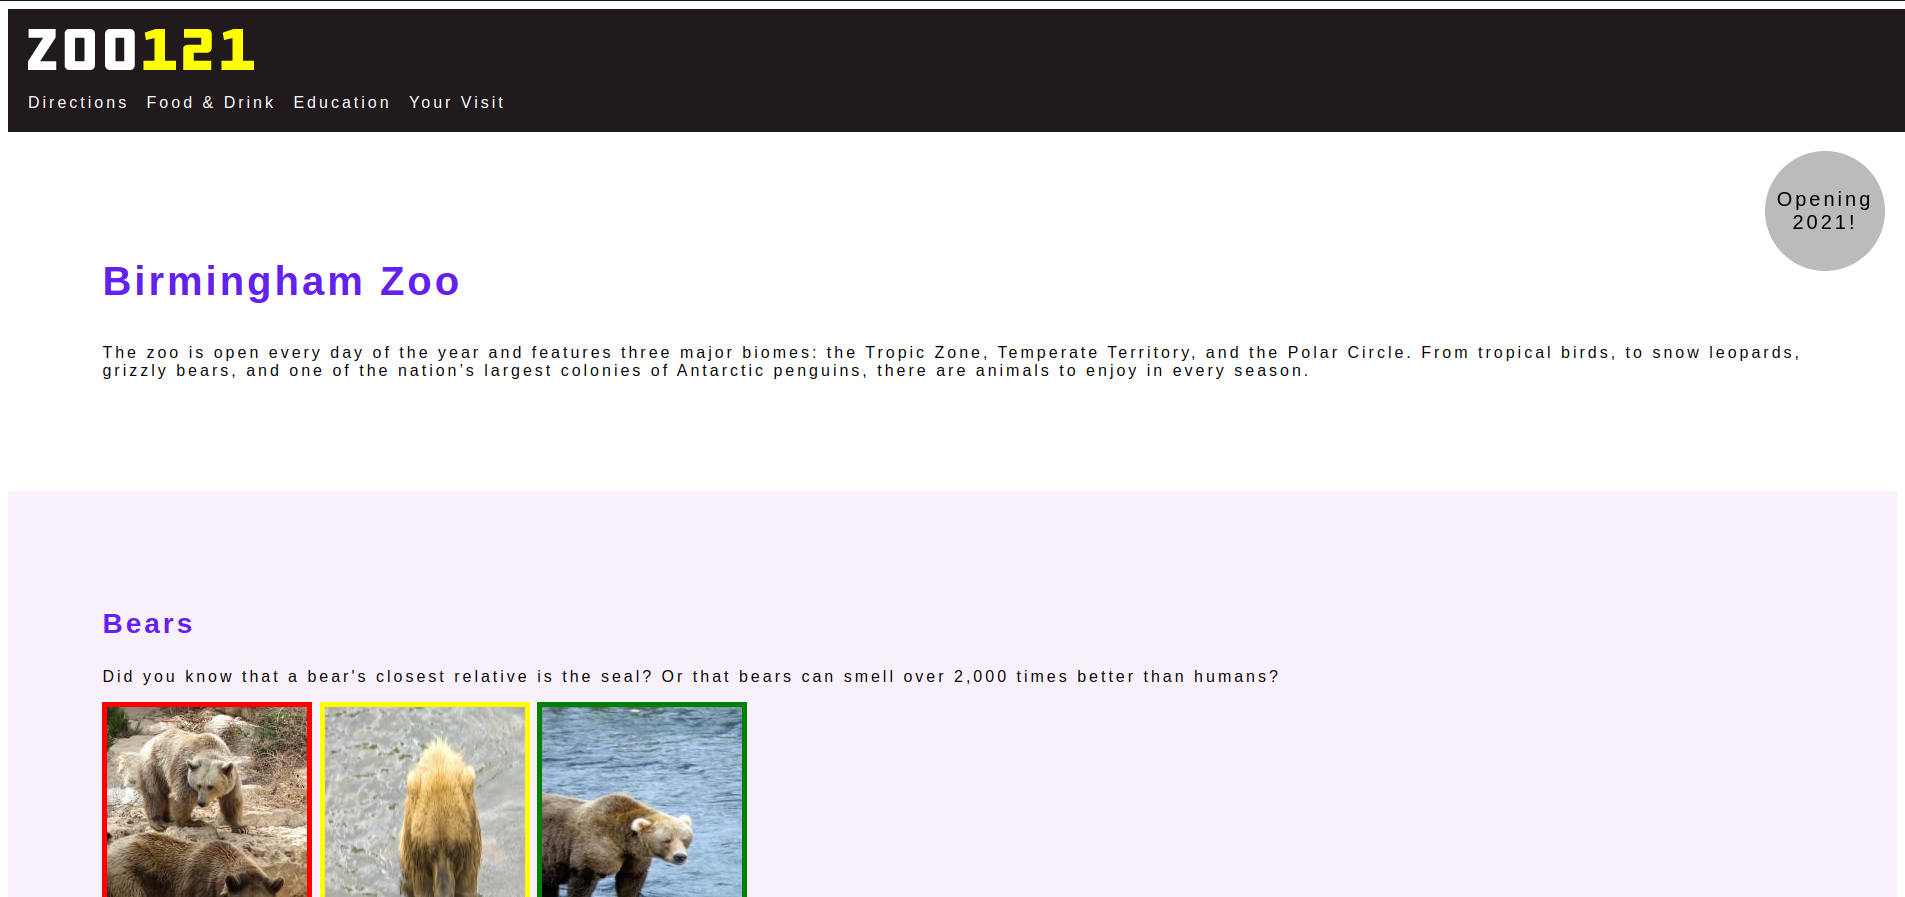 ZOO121
Directions Food & Drink Education Your Visit
Opening
2021!
Birmingham Zoo
The zoo is open every day of the year and features three major biomes: the Tropic Zone, Temperate Territory, and the Polar Circle. From tropical birds, to snow leopards,
grizzly bears, and one of the nation’s largest colonies of Antarctic penguins, there are animals to enjoy in every season.
Bears
Did you know that a bear's closest relative is the seal? Or that bears can smell over 2,000 times better than humans?